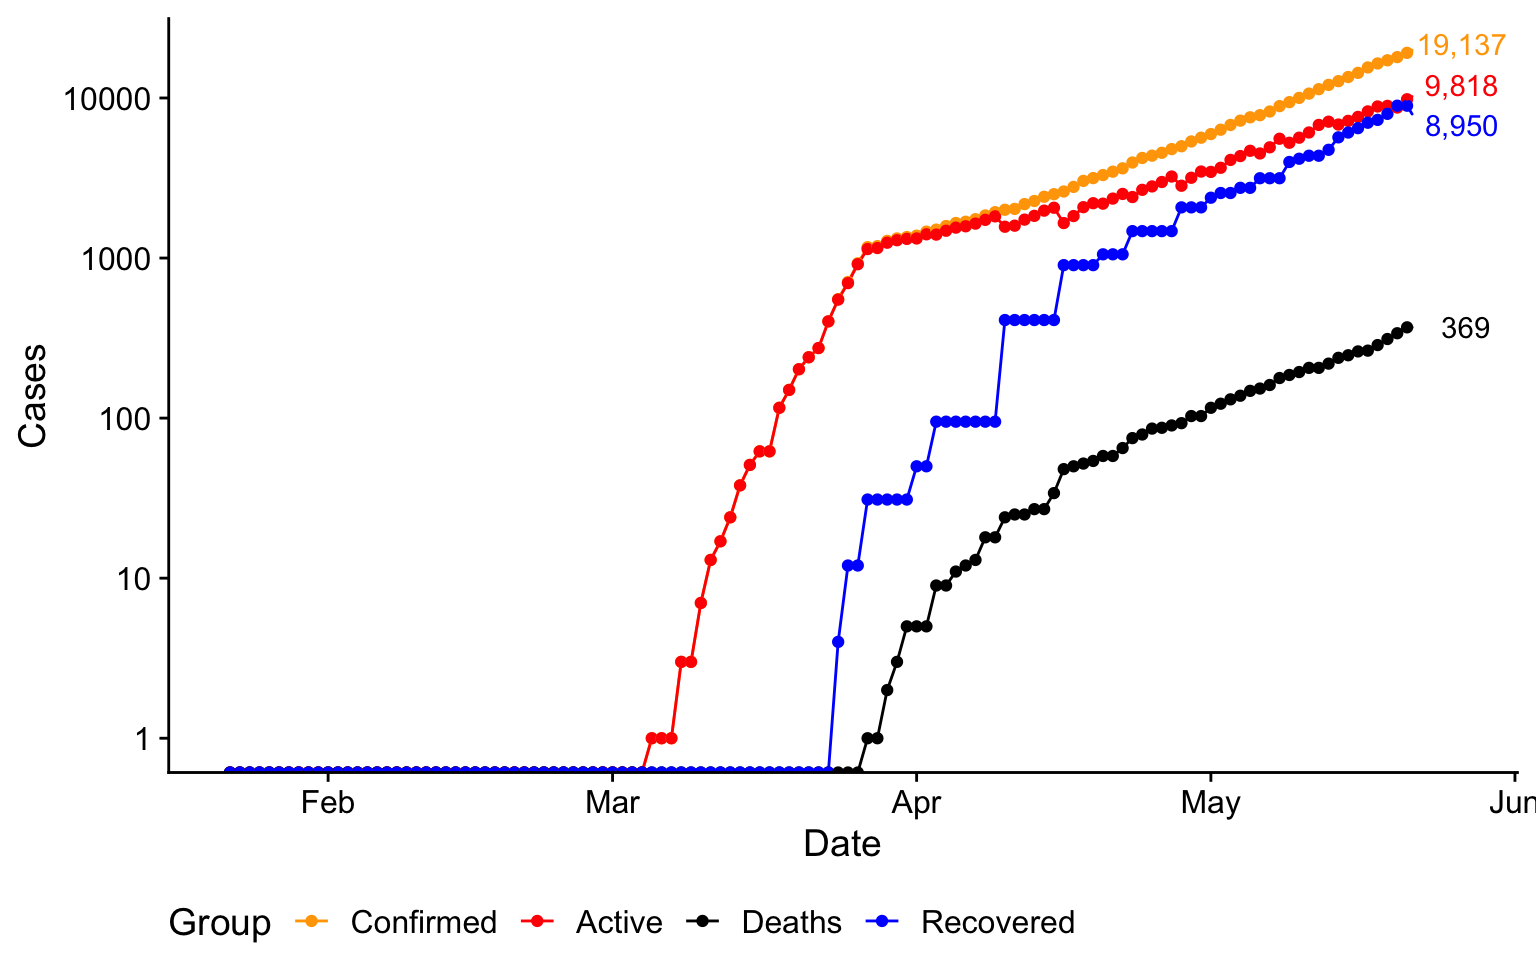 19,137
9,818
8,950
369
10000
1000
100
10
1
Cases
Feb Mar Apr May Jun
Date
Group Confirmed Active Deaths Recovered